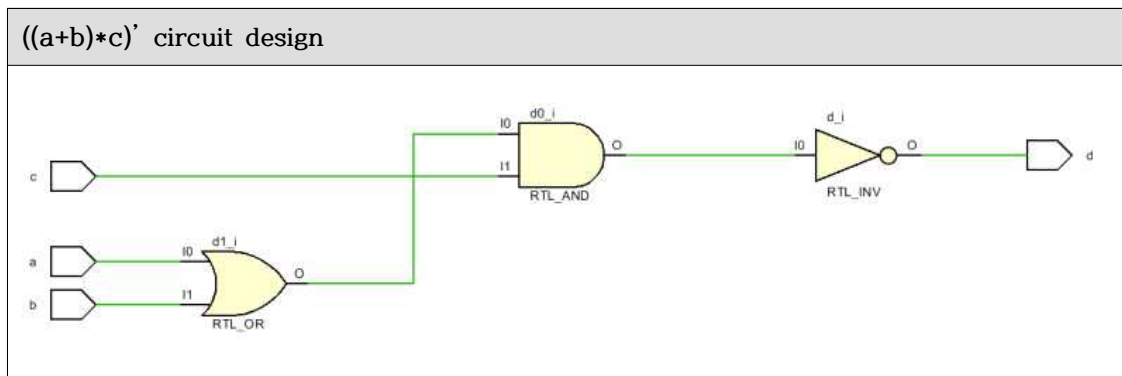 ((a+b)*c)’ circuit design
d0_i
I0
O
I1
RTL_AND
d_i
I0
O
RTL_INV
d
c
d1_i
a
I0
O
b
I1
RTL_OR